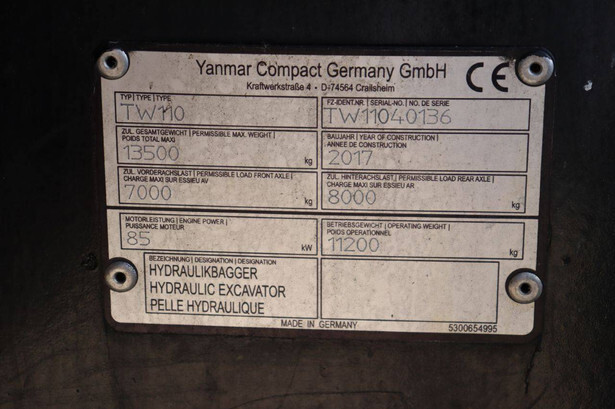 Yanmar Compact Germany GmbH
Kraftwerkstraße 4 • D-74564 Crailsheim
CE
TYP | TYPE | TYPE
TW110
FZ-IDENT.NR. | SERIAL-NO. | NO. DE SERIE
TW11040136
ZUL. GESAMTGEWICHT | PERMISSIBLE MAX. WEIGHT |
POIDS TOTAL MAXI
13500 kg
BAUJAHR | YEAR OF CONSTRUCTION |
ANNEE DE CONSTRUCTION
2017
ZUL. VORDERACHSLAST | PERMISSIBLE LOAD FRONT AXLE |
CHARGE MAXI SUR ESSIEU AV
7000 kg
ZUL. HINTERACHSLAST | PERMISSIBLE LOAD REAR AXLE |
CHARGE MAXI SUR ESSIEU AR
8000 kg
MOTORLEISTUNG | ENGINE POWER |
PUISSANCE MOTEUR
85 kW
BETRIEBSGEWICHT | OPERATING WEIGHT |
POIDS OPERATIONNEL
11200 kg
BEZEICHNUNG | DESIGNATION | DESIGNATION
HYDRAULIKBAGGER
HYDRAULIC EXCAVATOR
PELLE HYDRAULIQUE
MADE IN GERMANY
5300654995